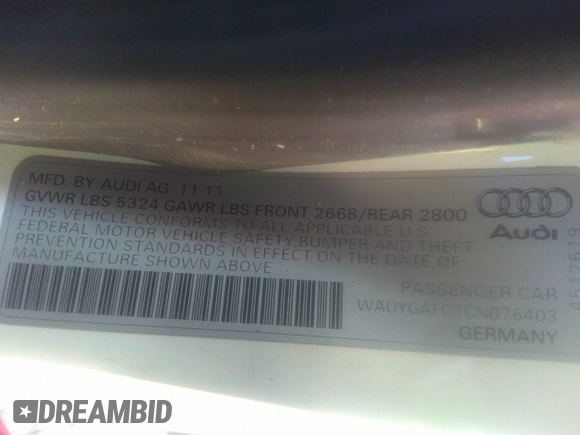 MFD. BY AUDI AG 11 11
GVWR LBS 5324 GAWR LBS FRONT 2668/REAR 2800
THIS VEHICLE CONFORMS TO ALL APPLICABLE U.S.
FEDERAL MOTOR VEHICLE SAFETY BUMPER AND THEFT
PREVENTION STANDARDS IN EFFECT ON THE DATE OF
MANUFACTURE SHOWN ABOVE
Audi
PASSENGER CAR
WAUYGAFC1CN076403
GERMANY
DREAMBID